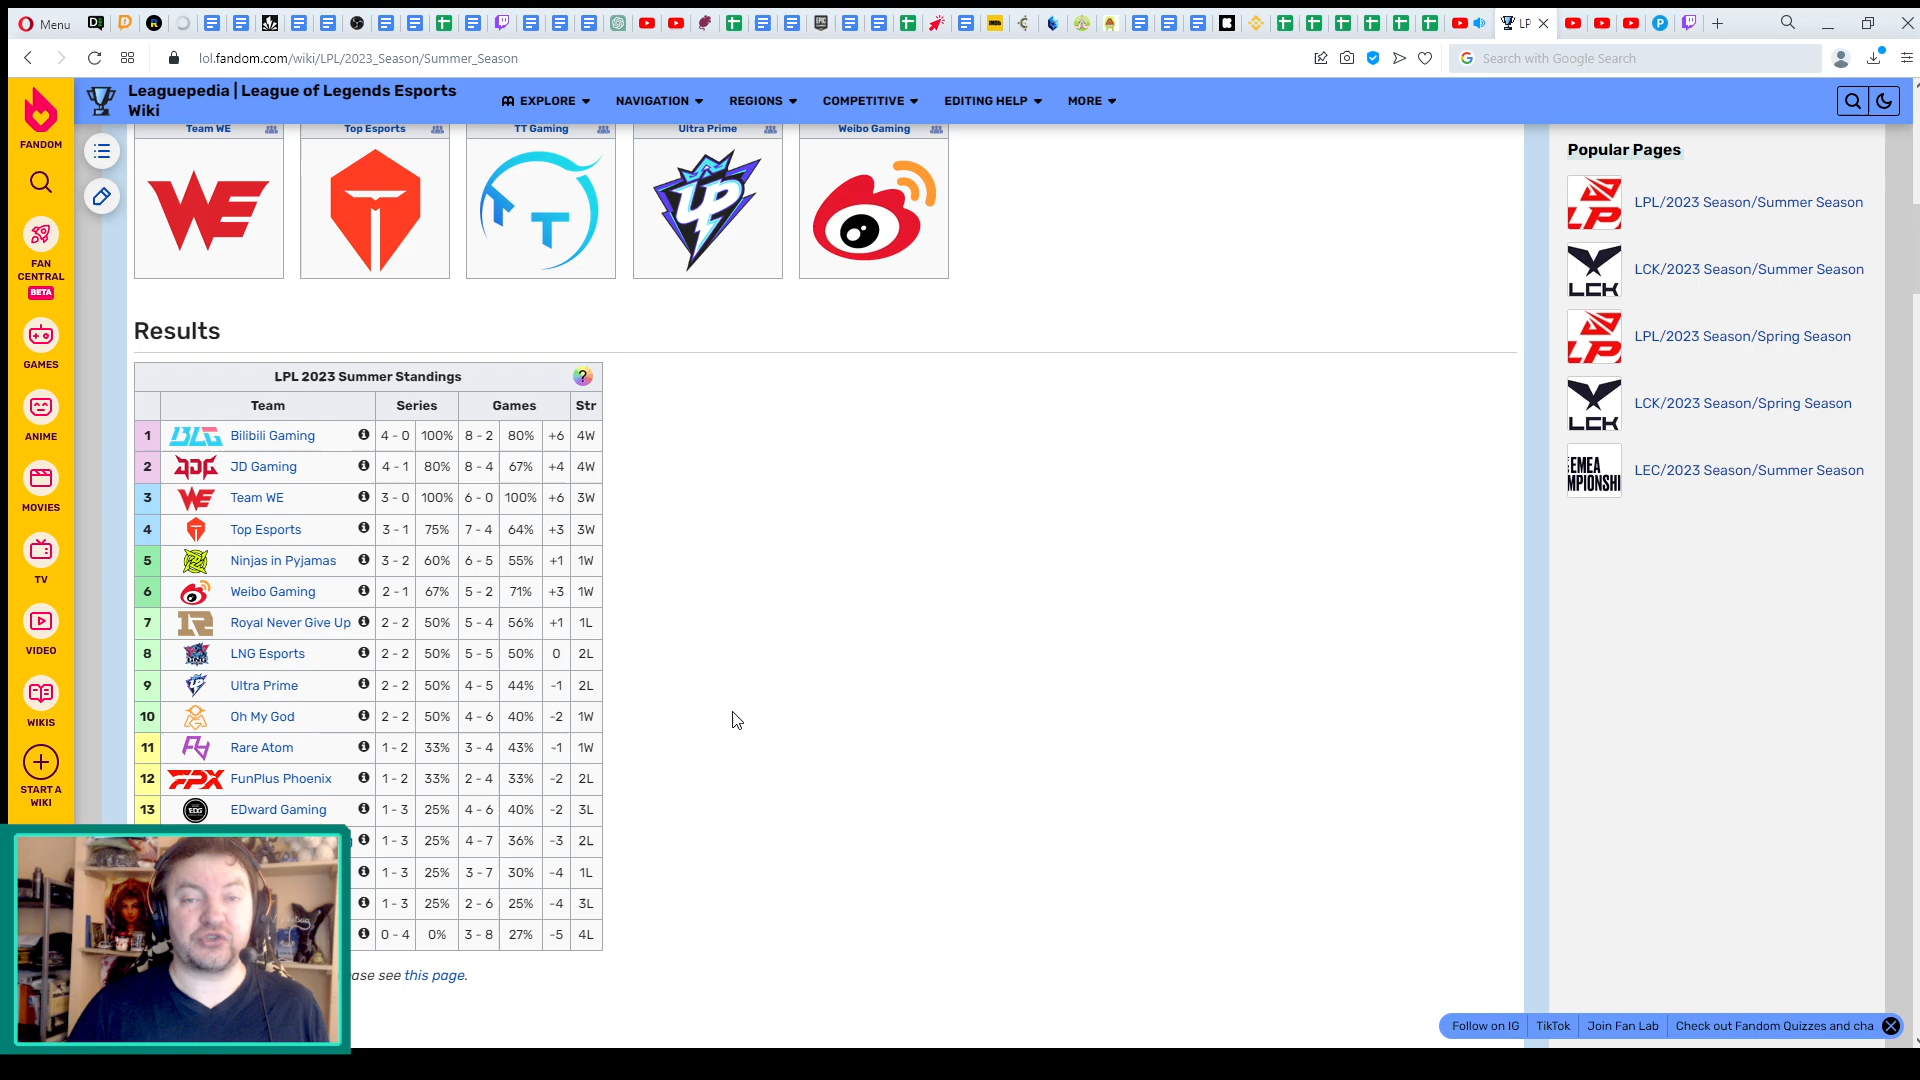 Menu
LP
lol.fandom.com/wiki/LPL/2023_Season/Summer_Season
Search with Google Search
Leaguepedia | League of Legends Esports
Wiki
EXPLORE
NAVIGATION
REGIONS
COMPETITIVE
EDITING HELP
MORE
FANDOM
FAN
CENTRAL
BETA
GAMES
ANIME
MOVIES
TV
VIDEO
WIKIS
START A
WIKI
Team WE
Top Esports
TT Gaming
Ultra Prime
Weibo Gaming
Results
LPL 2023 Summer Standings ?
Team Series Games Str
1 Bilibili Gaming 4 - 0 100% 8 - 2 80% +6 4W
2 JD Gaming 4 - 1 80% 8 - 4 67% +4 4W
3 Team WE 3 - 0 100% 6 - 0 100% +6 3W
4 Top Esports 3 - 1 75% 7 - 4 64% +3 3W
5 Ninjas in Pyjamas 3 - 2 60% 6 - 5 55% +1 1W
6 Weibo Gaming 2 - 1 67% 5 - 2 71% +3 1W
7 Royal Never Give Up 2 - 2 50% 5 - 4 56% +1 1L
8 LNG Esports 2 - 2 50% 5 - 5 50% 0 2L
9 Ultra Prime 2 - 2 50% 4 - 5 44% -1 2L
10 Oh My God 2 - 2 50% 4 - 6 40% -2 1W
11 Rare Atom 1 - 2 33% 3 - 4 43% -1 1W
12 FunPlus Phoenix 1 - 2 33% 2 - 4 33% -2 2L
13 EDward Gaming 1 - 3 25% 4 - 6 40% -2 3L
1 - 3 25% 4 - 7 36% -3 2L
1 - 3 25% 3 - 7 30% -4 1L
1 - 3 25% 2 - 6 25% -4 3L
0 - 4 0% 3 - 8 27% -5 4L
ase see this page.
Popular Pages
LPL/2023 Season/Summer Season
LCK/2023 Season/Summer Season
LPL/2023 Season/Spring Season
LCK/2023 Season/Spring Season
LEC/2023 Season/Summer Season
Follow on IG
TikTok
Join Fan Lab
Check out Fandom Quizzes and cha